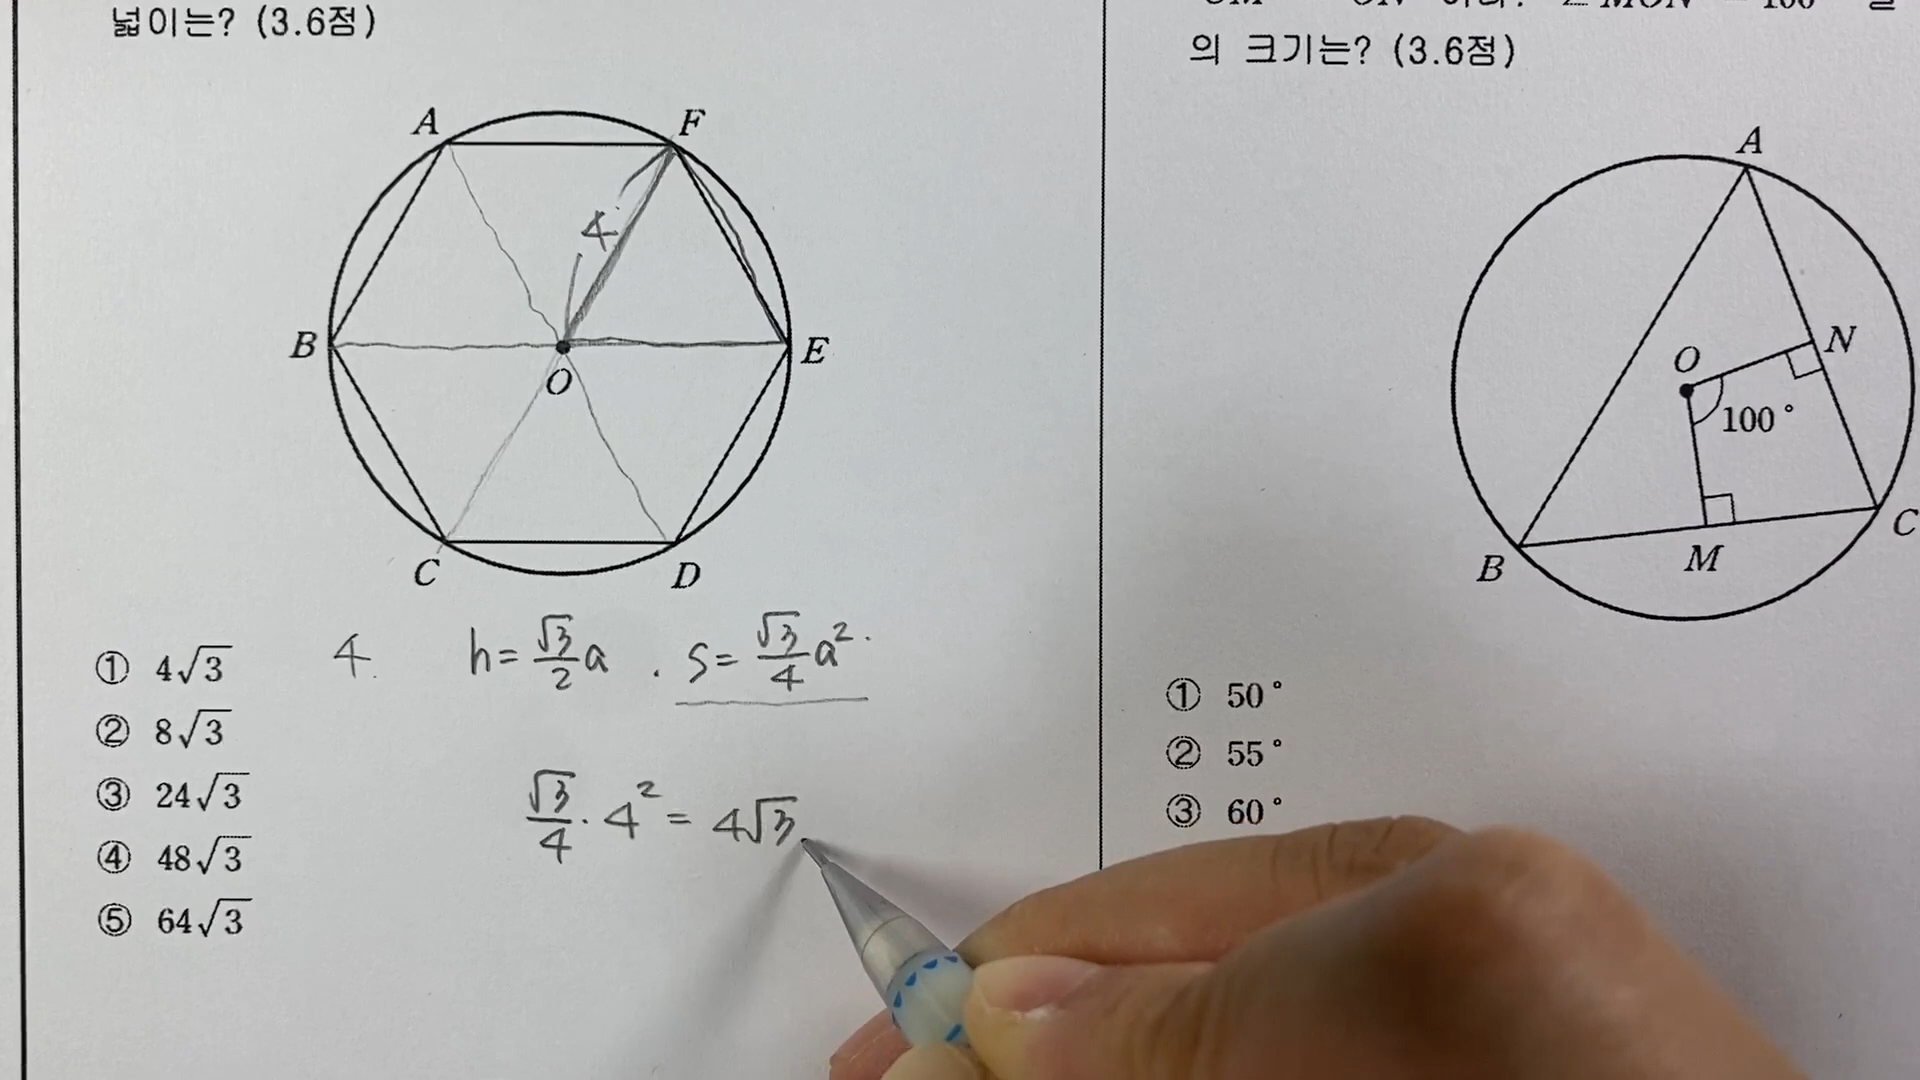 넓이는? (3.6점)
A
F
4
B
O
E
C
D
① 4√3
② 8√3
③ 24√3
④ 48√3
⑤ 64√3
4. h=√3/2 a . S=√3/4 a².
√3/4 · 4² = 4√3
의 크기는? (3.6점)
A
N
O
100°
B
M
C
① 50°
② 55°
③ 60°